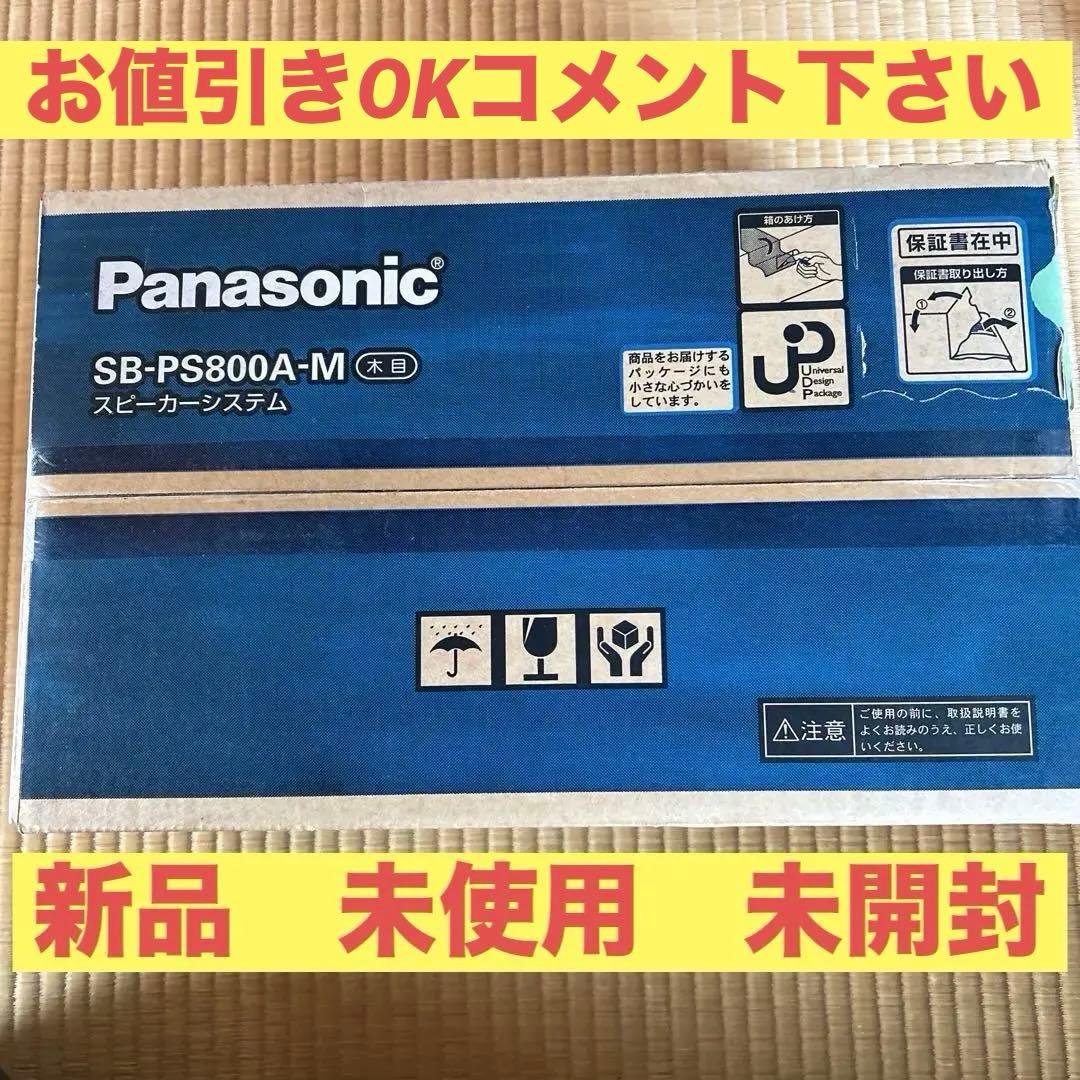 お値引きOKコメント下さい
Panasonic®
SB-PS800A-M 木目
スピーカーシステム
商品をお届けする
パッケージにも
小さな心づかいを
しています。
箱のあけ方
UD
Universal
Design
Package
保証書在中
保証書取り出し方
①
②
⚠注意
ご使用の前に、取扱説明書を
よくお読みのうえ、正しくお使
いください。
新品 未使用 未開封